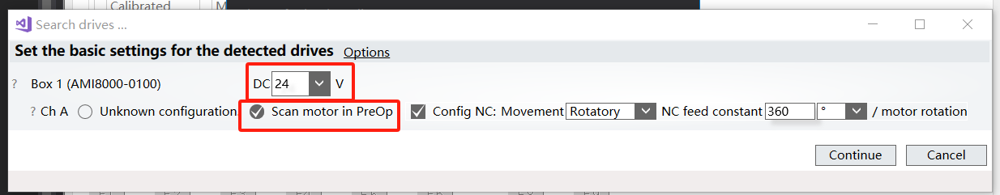 Calibrated
M
Search drives ...
Set the basic settings for the detected drives Options
? Box 1 (AMI8000-0100) DC 24 V
? Ch A Unknown configuration Scan motor in PreOp Config NC: Movement Rotatory NC feed constant 360 ° / motor rotation
Continue Cancel